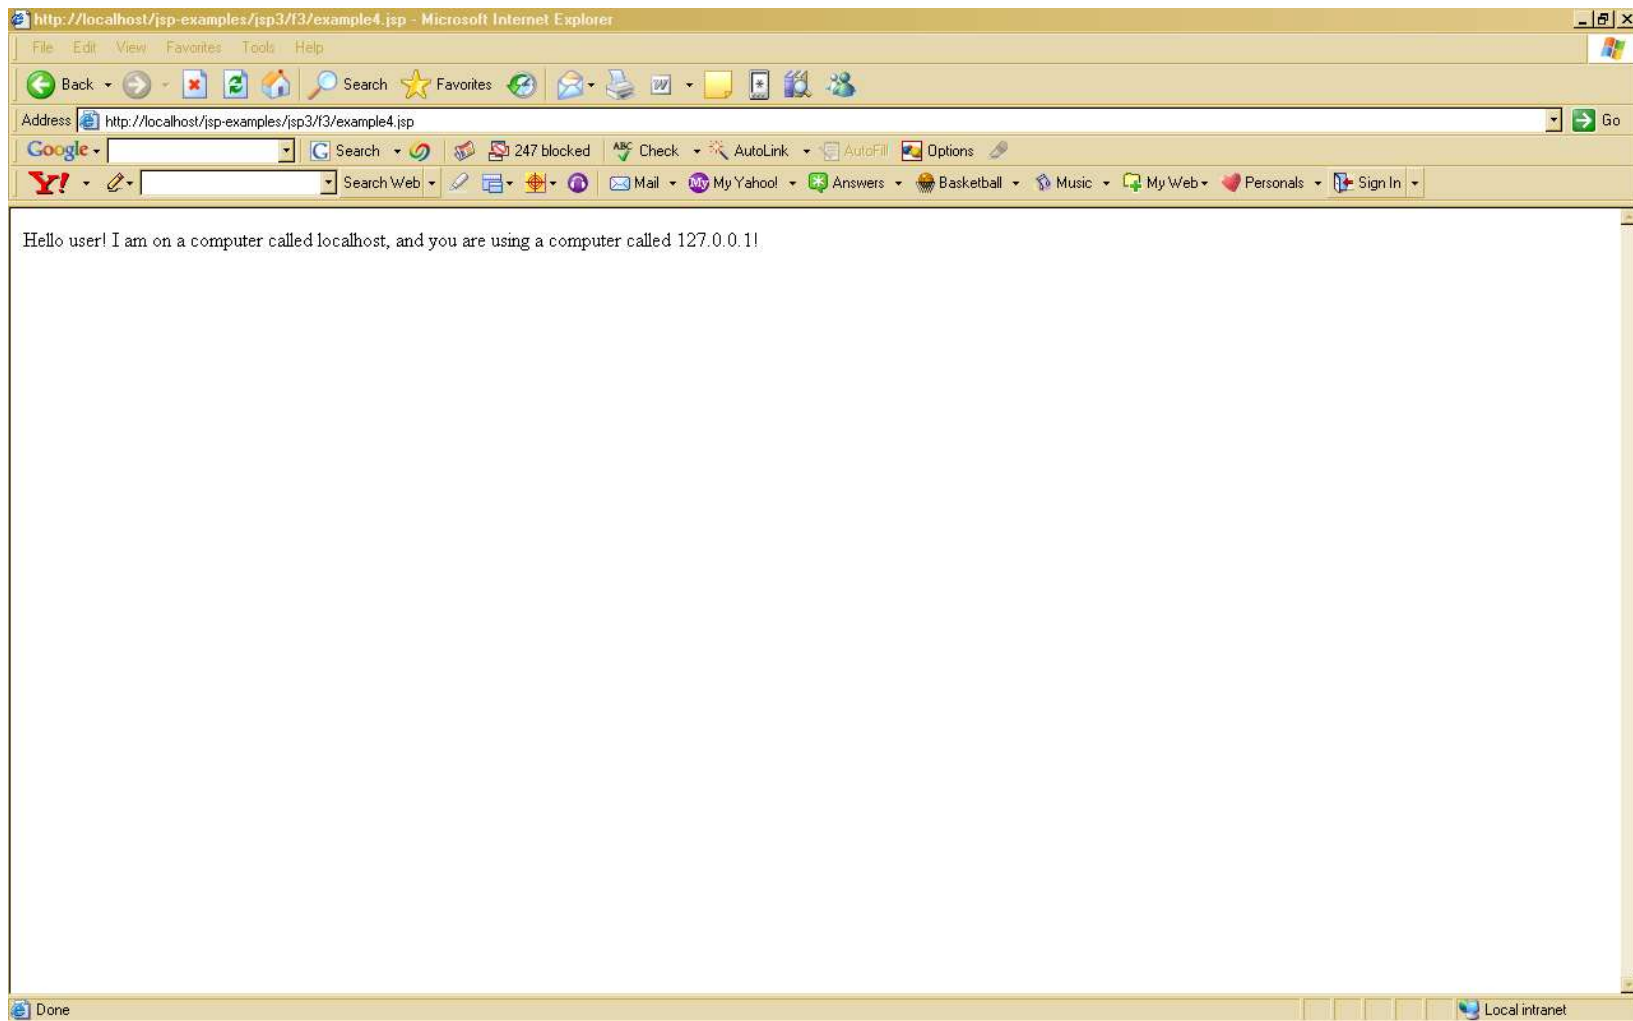 http://localhost/jsp-examples/jsp3/f3/example4.jsp - Microsoft Internet Explorer
File Edit View Favorites Tools Help
Back Search Favorites W
Address http://localhost/jsp-examples/jsp3/f3/example4.jsp Go
Google G Search 247 blocked ABC Check AutoLink AutoFill Options
Y! Search Web Mail My My Yahoo! Answers Basketball Music My Web Personals Sign In
Hello user! I am on a computer called localhost, and you are using a computer called 127.0.0.1!
Done Local intranet